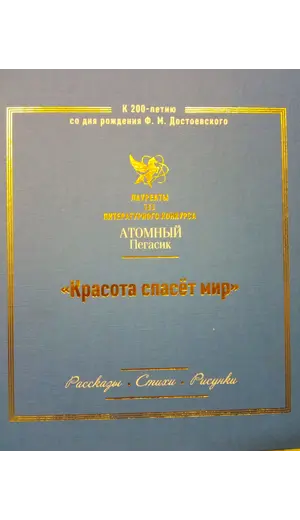 К 200-летию
со дня рождения Ф. М. Достоевского
ЛАУРЕАТЫ
ЛИТЕРАТУРНОГО КОНКУРСА
АТОМНЫЙ
Пегасик
«Красота спасёт мир»
Рассказы · Стихи · Рисунки